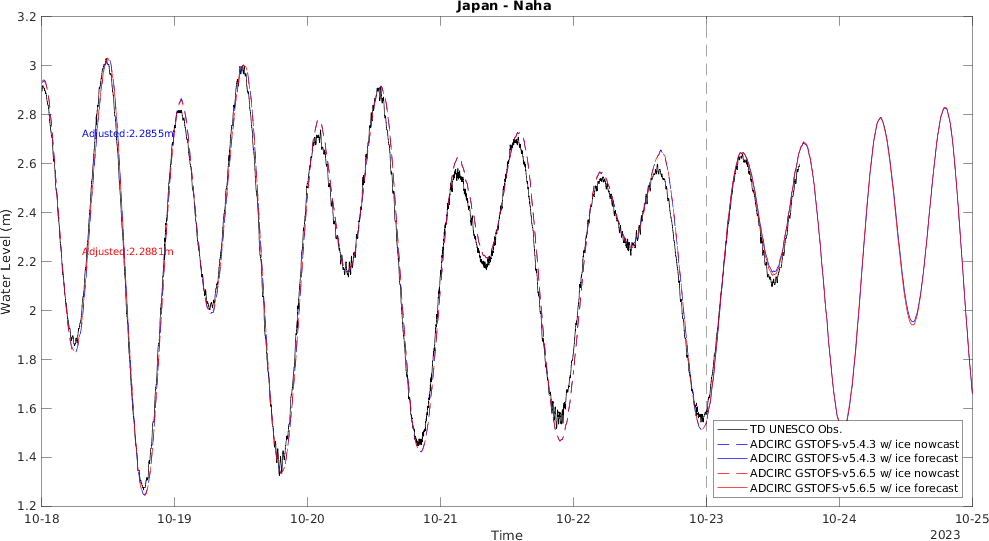 Japan - Naha
3.2
3
2.8
2.6
2.4
2.2
2
1.8
1.6
1.4
1.2
Water Level (m)
Adjusted:2.2855m
Adjusted:2.2881m
TD UNESCO Obs.
ADCIRC GSTOFS-v5.4.3 w/ ice nowcast
ADCIRC GSTOFS-v5.4.3 w/ ice forecast
ADCIRC GSTOFS-v5.6.5 w/ ice nowcast
ADCIRC GSTOFS-v5.6.5 w/ ice forecast
10-18 10-19 10-20 10-21 10-22 10-23 10-24 10-25
Time
2023